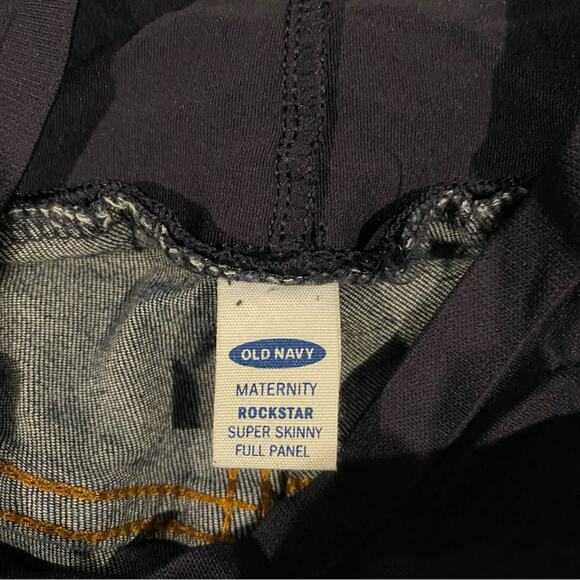 OLD NAVY
MATERNITY
ROCKSTAR
SUPER SKINNY
FULL PANEL